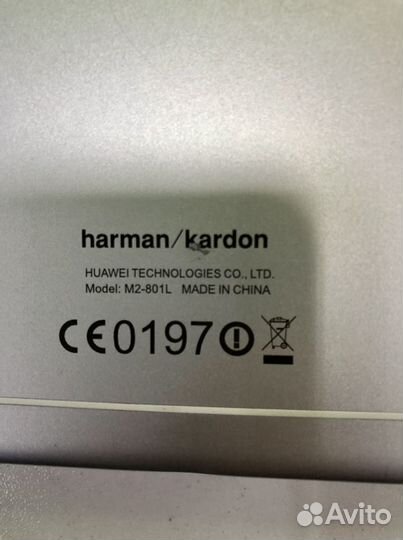 harman/kardon
HUAWEI TECHNOLOGIES CO., LTD.
Model: M2-801L MADE IN CHINA
CE0197
Avito